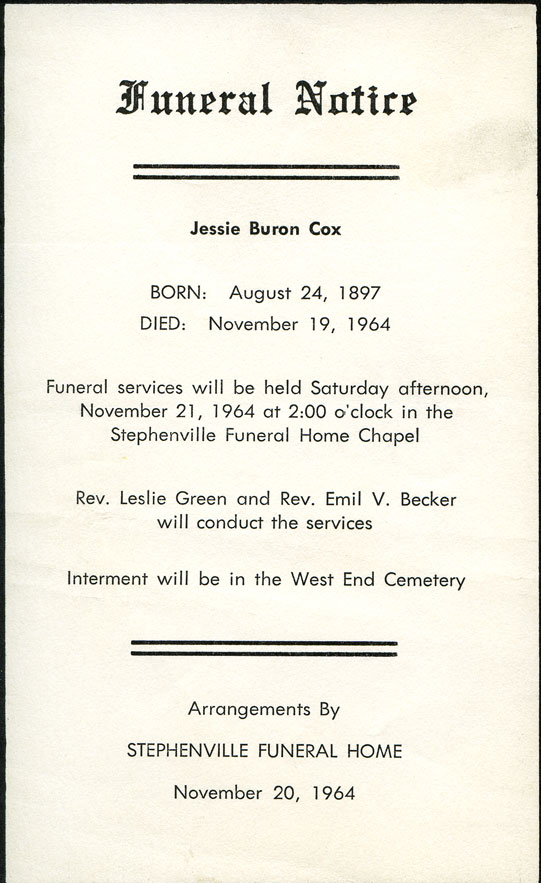 Funeral Notice
Jessie Buron Cox
BORN: August 24, 1897
DIED: November 19, 1964
Funeral services will be held Saturday afternoon,
November 21, 1964 at 2:00 o'clock in the
Stephenville Funeral Home Chapel
Rev. Leslie Green and Rev. Emil V. Becker
will conduct the services
Interment will be in the West End Cemetery
Arrangements By
STEPHENVILLE FUNERAL HOME
November 20, 1964